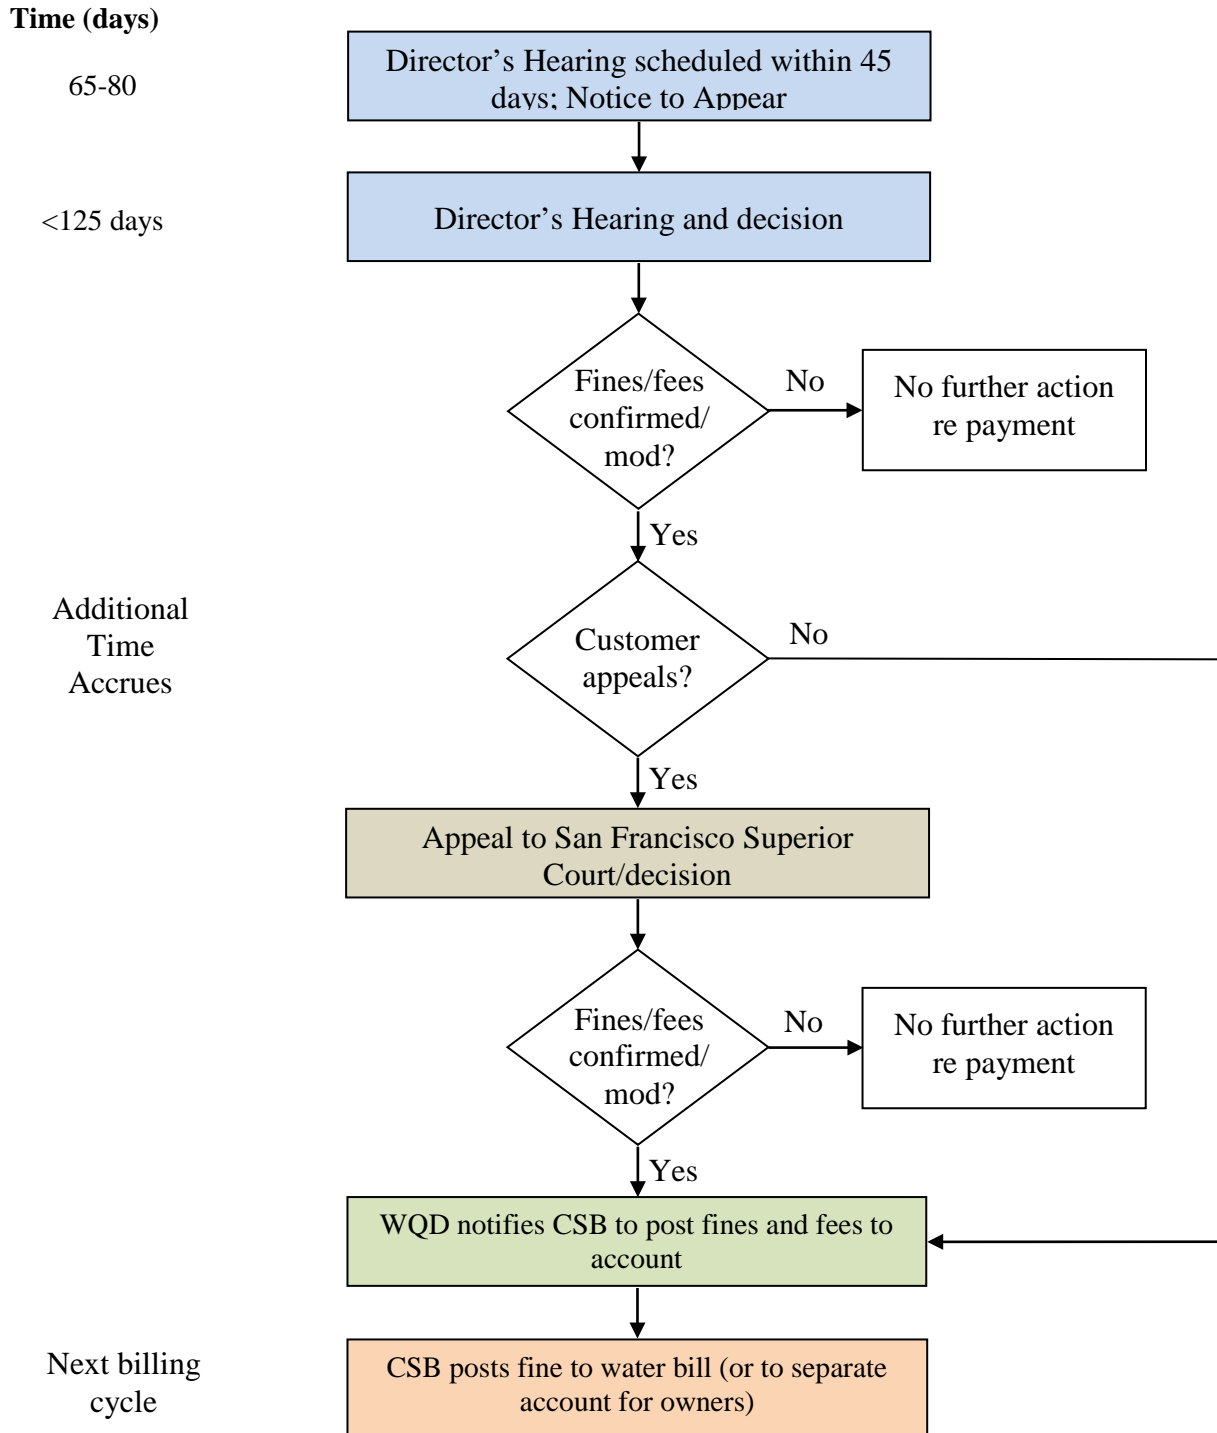 Time (days)
65-80
Director’s Hearing scheduled within 45
days; Notice to Appear
<125 days
Director’s Hearing and decision
Fines/fees
confirmed/
mod?
No
No further action
re payment
Yes
Additional
Time
Accrues
Customer
appeals?
No
Yes
Appeal to San Francisco Superior
Court/decision
Fines/fees
confirmed/
mod?
No
No further action
re payment
Yes
WQD notifies CSB to post fines and fees to
account
Next billing
cycle
CSB posts fine to water bill (or to separate
account for owners)